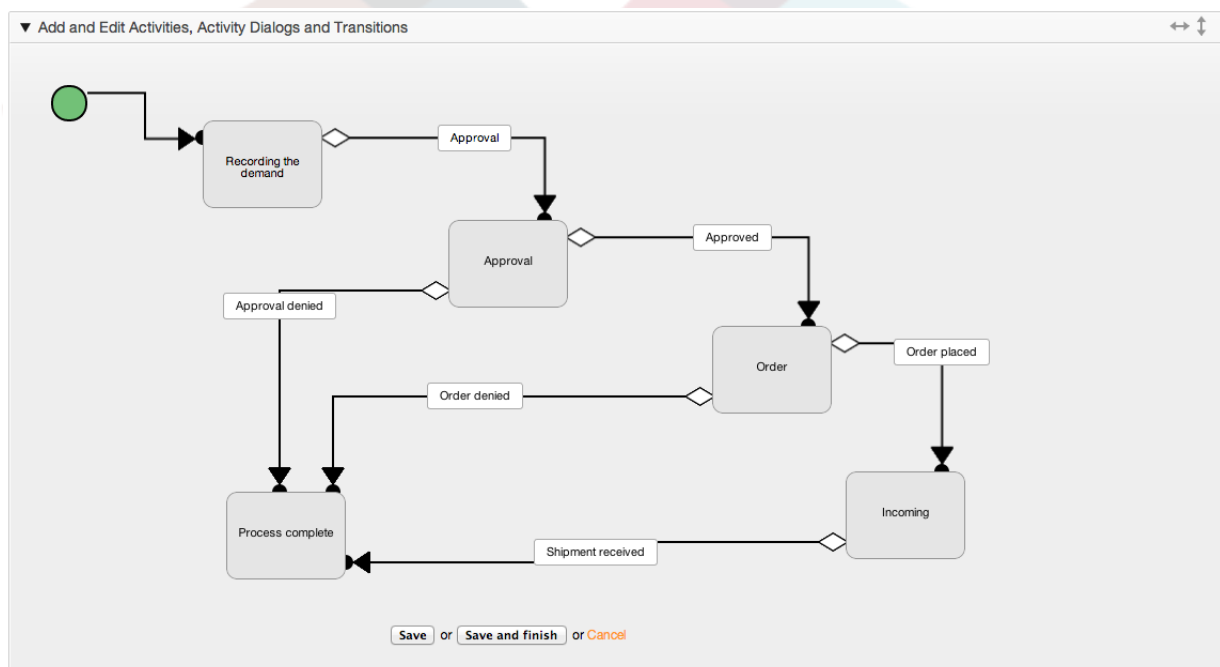 Add and Edit Activities, Activity Dialogs and Transitions
Recording the
demand
Approval
Approval
Approved
Approval denied
Order
Order placed
Order denied
Process complete
Incoming
Shipment received
Save or Save and finish or Cancel